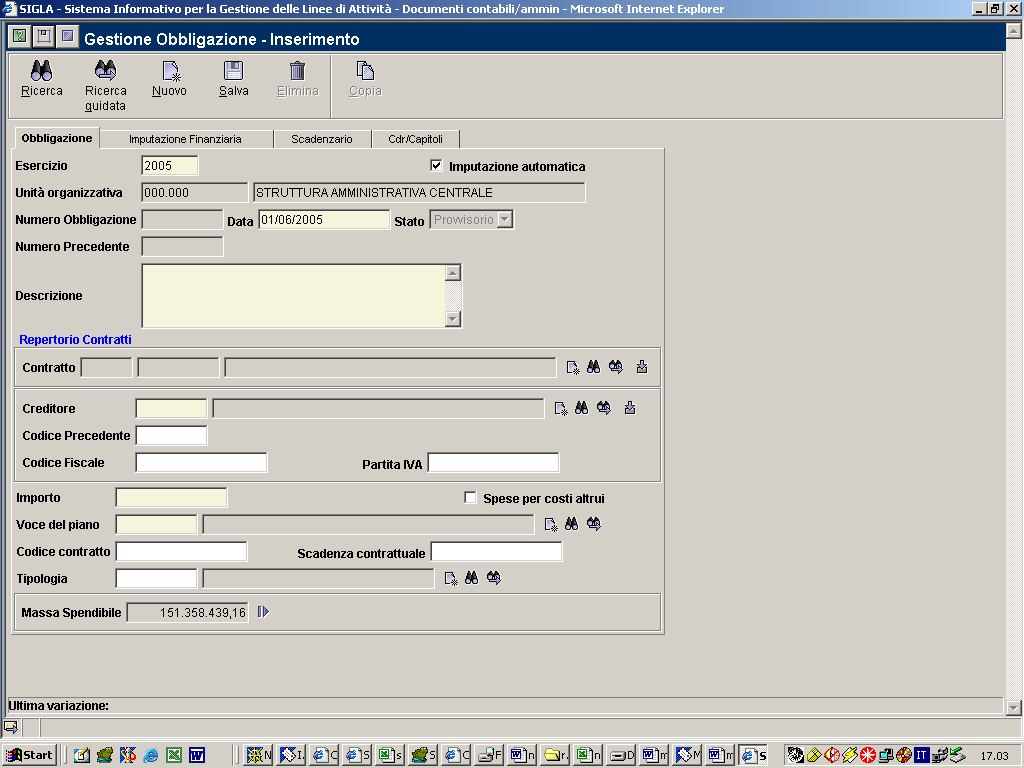 SIGLA - Sistema Informativo per la Gestione delle Linee di Attività - Documenti contabili/ammin - Microsoft Internet Explorer
Gestione Obbligazione - Inserimento
Ricerca Ricerca guidata Nuovo Salva Elimina Copia
Obbligazione Imputazione Finanziaria Scadenzario Cdr/Capitoli
Esercizio 2005 Imputazione automatica
Unità organizzativa 000.000 STRUTTURA AMMINISTRATIVA CENTRALE
Numero Obbligazione Data 01/06/2005 Stato Provvisorio
Numero Precedente
Descrizione
Repertorio Contratti
Contratto
Creditore
Codice Precedente
Codice Fiscale Partita IVA
Importo Spese per costi altrui
Voce del piano
Codice contratto Scadenza contrattuale
Tipologia
Massa Spendibile 151.358.439,16
Ultima variazione:
Start N I. C S s S C F n r. n D m M m S IT 17.03